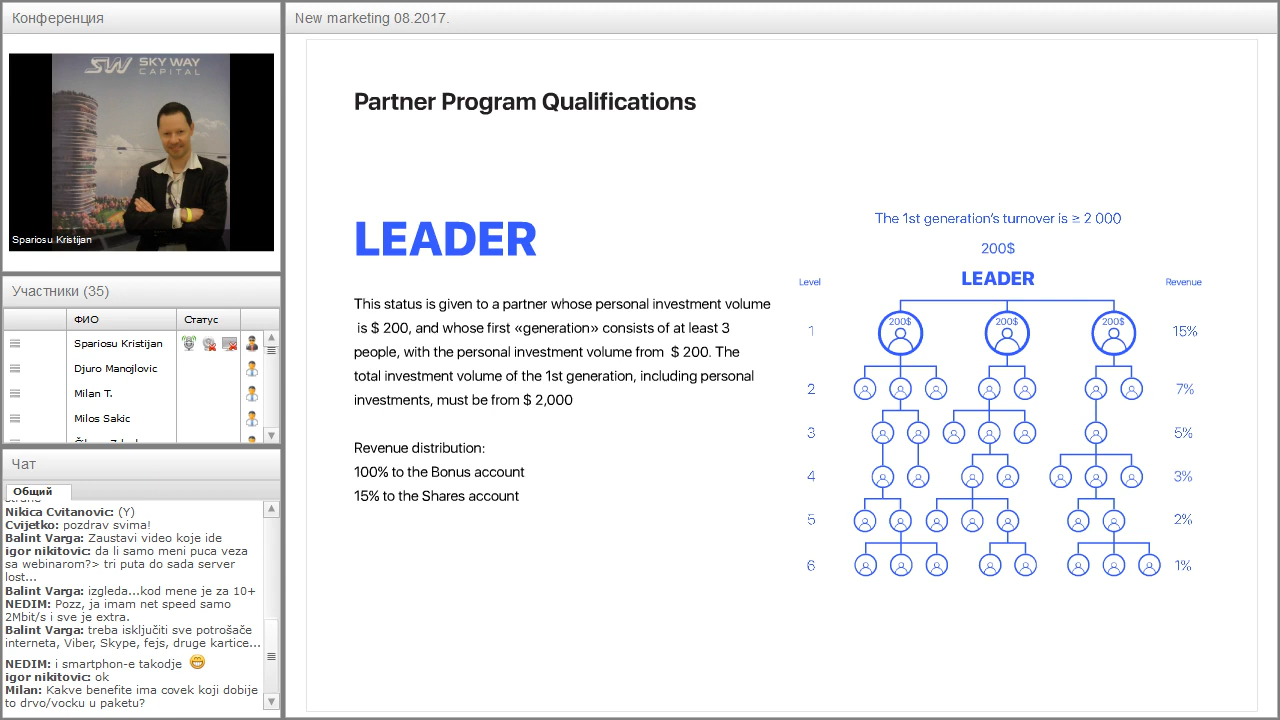 Конференция
SW SKY WAY
CAPITAL
Spariosu Kristijan
Участники (35)
ФИО Статус
Spariosu Kristijan
Djuro Manojlovic
Milan T.
Milos Sakic
Чат
Общий
Nikica Cvitanovic: (Y)
Cvijetko: pozdrav svima!
Balint Varga: Zaustavi video koje ide
igor nikitovic: da li samo meni puca veza
sa webinarom?> tri puta do sada server
lost...
Balint Varga: izgleda...kod mene je za 10+
NEDIM: Pozz, ja imam net speed samo
2Mbit/s i sve je extra.
Balint Varga: treba isključiti sve potrošače
interneta, Viber, Skype, fejs, druge kartice...
NEDIM: i smartphon-e takodje
igor nikitovic: ok
Milan: Kakve benefite ima covek koji dobije
to drvo/vocku u paketu?
New marketing 08.2017.
Partner Program Qualifications
LEADER
This status is given to a partner whose personal investment volume
is $ 200, and whose first «generation» consists of at least 3
people, with the personal investment volume from $ 200. The
total investment volume of the 1st generation, including personal
investments, must be from $ 2,000
Revenue distribution:
100% to the Bonus account
15% to the Shares account
The 1st generation's turnover is ≥ 2 000
200$
Level LEADER Revenue
1 200$ 200$ 200$ 15%
2 7%
3 5%
4 3%
5 2%
6 1%